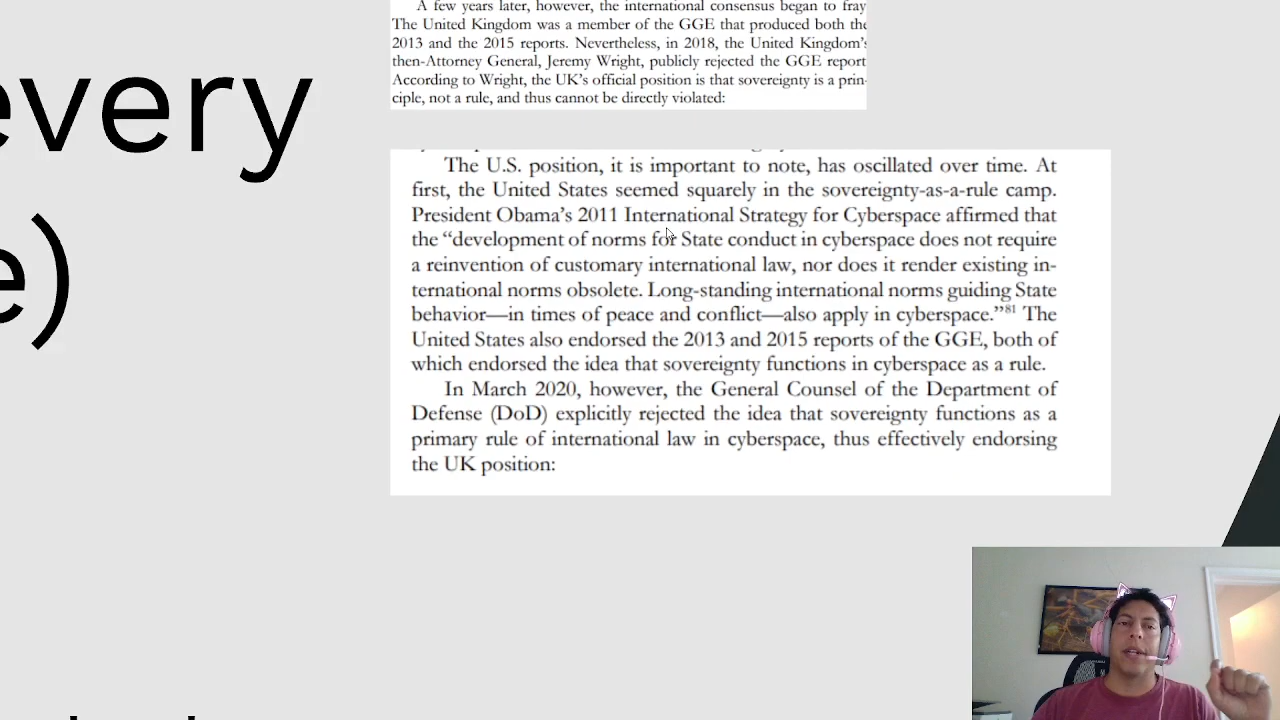 A few years later, however, the international consensus began to fray
The United Kingdom was a member of the GGE that produced both the
2013 and the 2015 reports. Nevertheless, in 2018, the United Kingdom's
then-Attorney General, Jeremy Wright, publicly rejected the GGE report
According to Wright, the UK's official position is that sovereignty is a prin-
ciple, not a rule, and thus cannot be directly violated:
every
e)
The U.S. position, it is important to note, has oscillated over time. At
first, the United States seemed squarely in the sovereignty-as-a-rule camp.
President Obama's 2011 International Strategy for Cyberspace affirmed that
the “development of norms for State conduct in cyberspace does not require
a reinvention of customary international law, nor does it render existing in-
ternational norms obsolete. Long-standing international norms guiding State
behavior—in times of peace and conflict—also apply in cyberspace.”81 The
United States also endorsed the 2013 and 2015 reports of the GGE, both of
which endorsed the idea that sovereignty functions in cyberspace as a rule.
In March 2020, however, the General Counsel of the Department of
Defense (DoD) explicitly rejected the idea that sovereignty functions as a
primary rule of international law in cyberspace, thus effectively endorsing
the UK position: